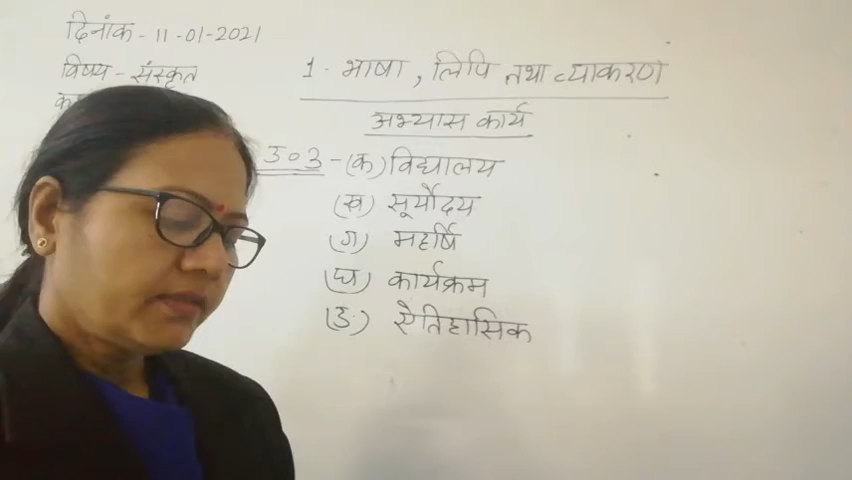 दिनांक - 11-01-2021
विषय - संस्कृत
1. भाषा, लिपि तथा व्याकरण
अभ्यास कार्य
उ० 3 - (क) विद्यालय
(ख) सूर्योदय
(ग) महर्षि
(घ) कार्यक्रम
(ङ) ऐतिहासिक